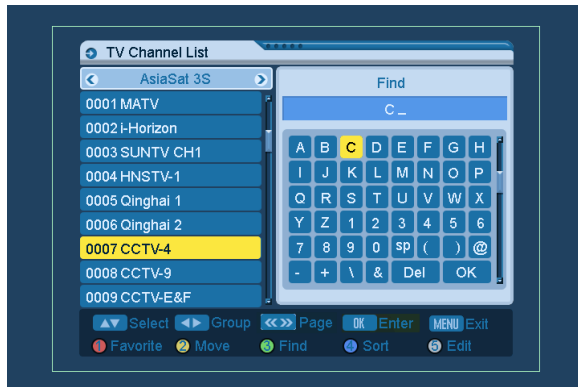 TV Channel List
AsiaSat 3S
0001 MATV
0002 i-Horizon
0003 SUNTV CH1
0004 HNSTV-1
0005 Qinghai 1
0006 Qinghai 2
0007 CCTV-4
0008 CCTV-9
0009 CCTV-E&F
Find
C _
A B C D E F G H
I J K L M N O P
Q R S T U V W X
Y Z 1 2 3 4 5 6
7 8 9 0 sp ( ) @
- + \ & Del OK
Select Group Page OK Enter MENU Exit
1 Favorite 2 Move 3 Find 4 Sort 5 Edit